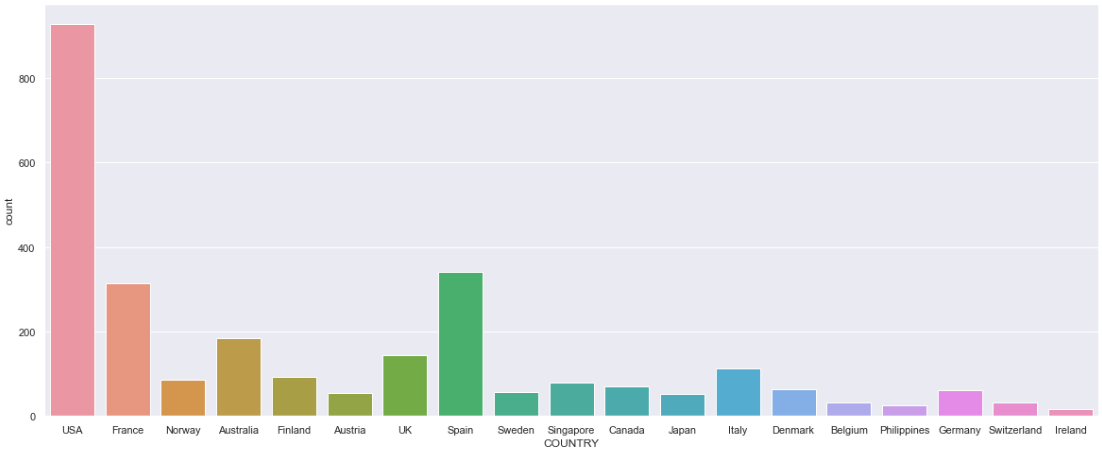 800
600
400
200
0
count
USA France Norway Australia Finland Austria UK Spain Sweden Singapore Canada Japan Italy Denmark Belgium Philippines Germany Switzerland Ireland
COUNTRY